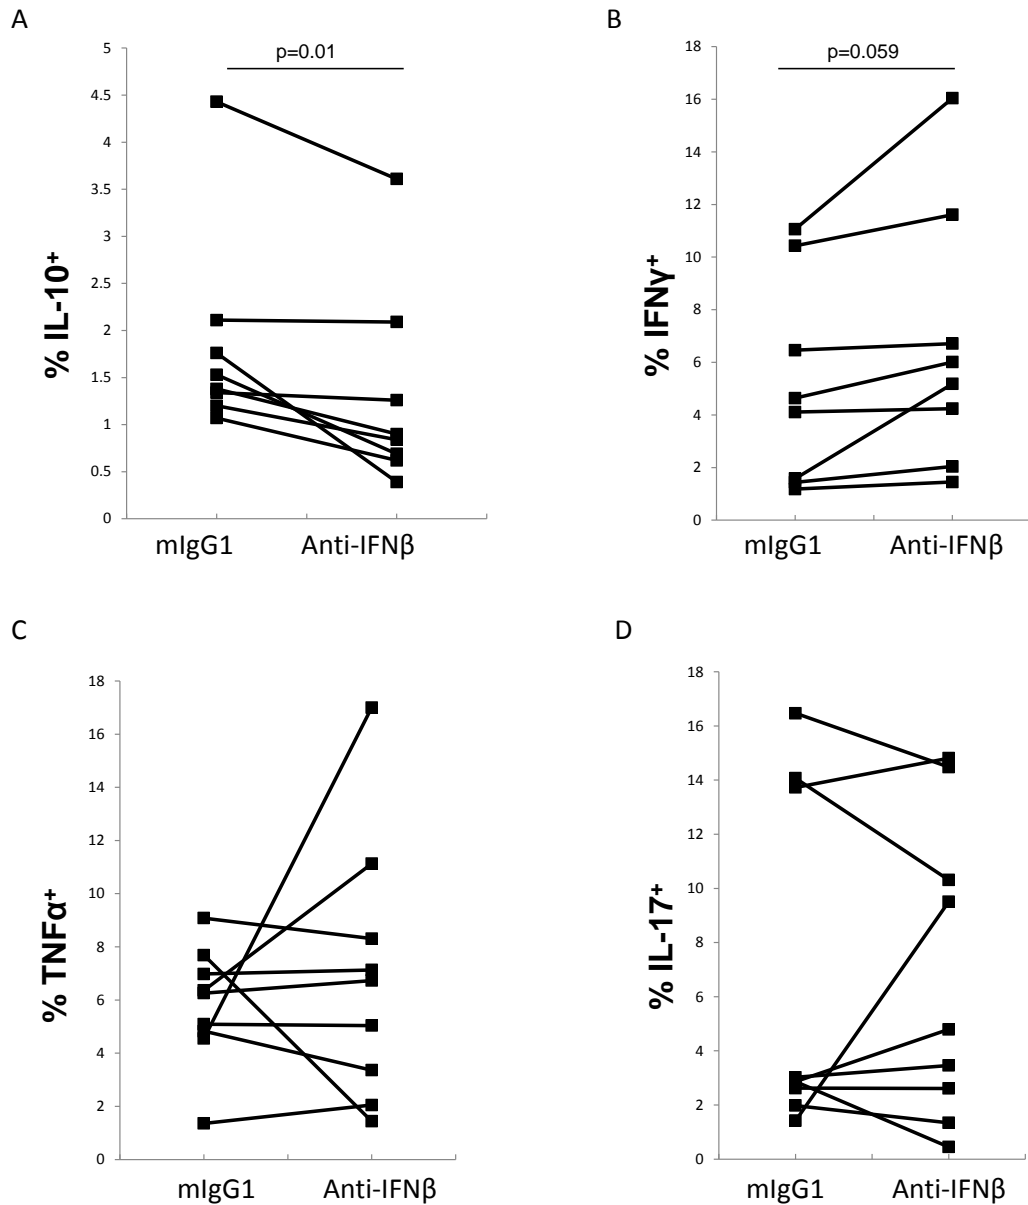 A
p=0.01
% IL-10⁺
5
4.5
4
3.5
3
2.5
2
1.5
1
0.5
0
mIgG1 Anti-IFNβ
B
p=0.059
% IFNγ⁺
18
16
14
12
10
8
6
4
2
0
mIgG1 Anti-IFNβ
C
% TNFα⁺
18
16
14
12
10
8
6
4
2
0
mIgG1 Anti-IFNβ
D
% IL-17⁺
18
16
14
12
10
8
6
4
2
0
mIgG1 Anti-IFNβ